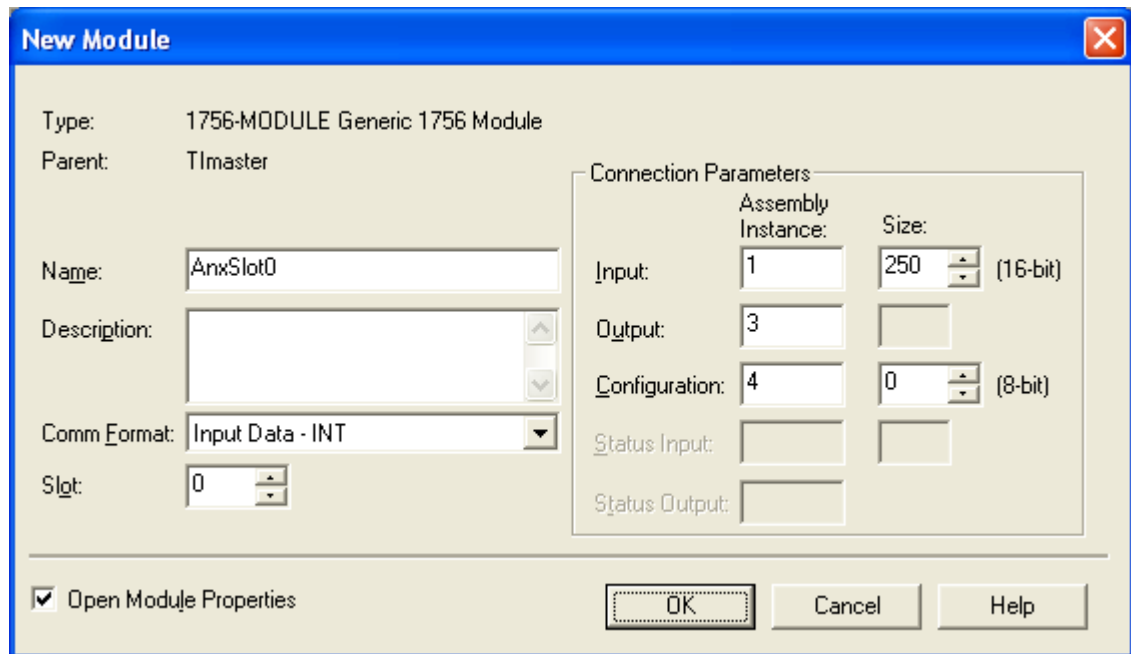 New Module
Type: 1756-MODULE Generic 1756 Module
Parent: TImaster
Connection Parameters
Assembly
Instance: Size:
Name: AnxSlot0
Input: 1 250 (16-bit)
Description:
Output: 3
Configuration: 4 0 (8-bit)
Comm Format: Input Data - INT
Status Input:
Slot: 0
Status Output:
Open Module Properties
OK Cancel Help